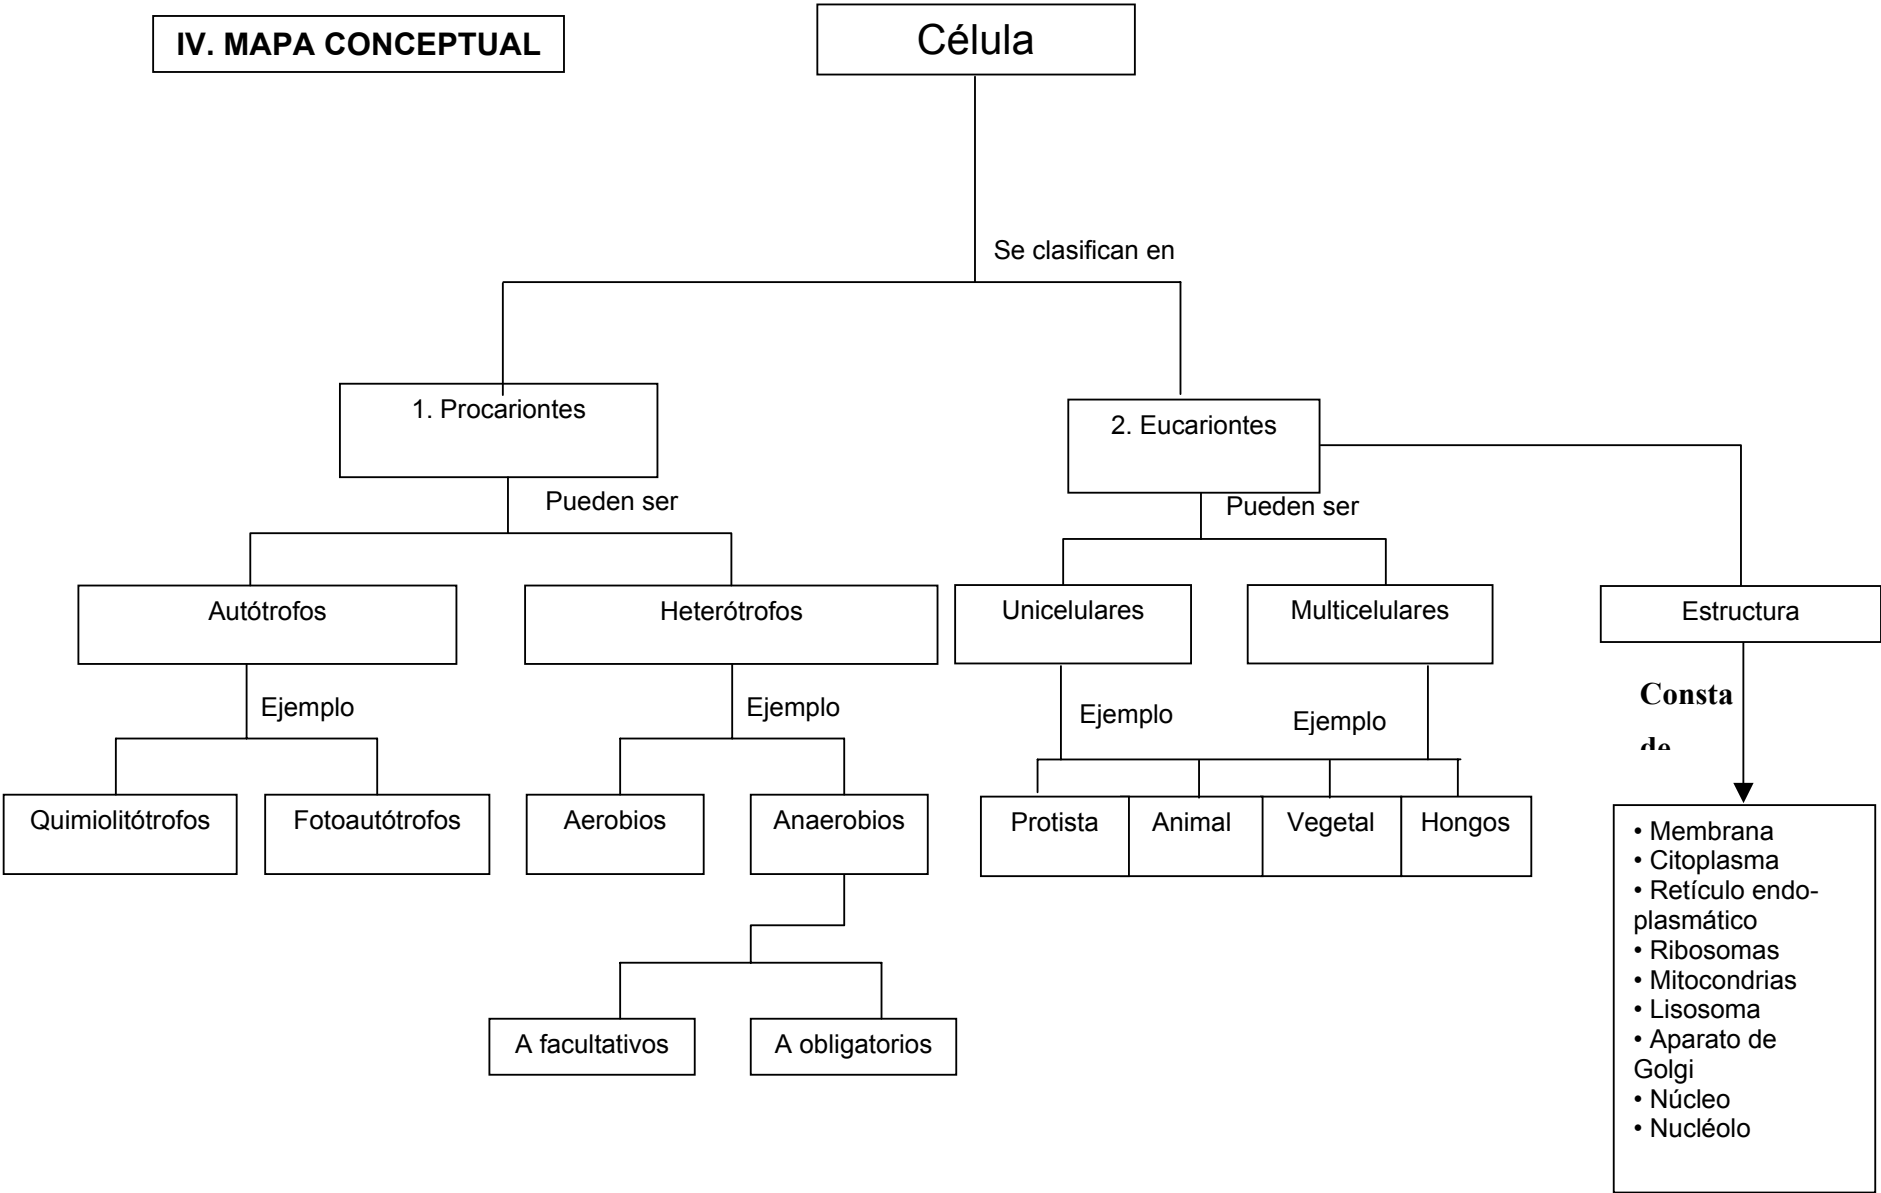 IV. MAPA CONCEPTUAL
Célula
Se clasifican en
1. Procariontes
2. Eucariontes
Pueden ser
Pueden ser
Autótrofos
Heterótrofos
Unicelulares
Multicelulares
Estructura
Ejemplo
Ejemplo
Ejemplo
Ejemplo
Consta
de
Quimiolitótrofos
Fotoautótrofos
Aerobios
Anaerobios
Protista
Animal
Vegetal
Hongos
A facultativos
A obligatorios
• Membrana
• Citoplasma
• Retículo endo-
plasmático
• Ribosomas
• Mitocondrias
• Lisosoma
• Aparato de
Golgi
• Núcleo
• Nucléolo